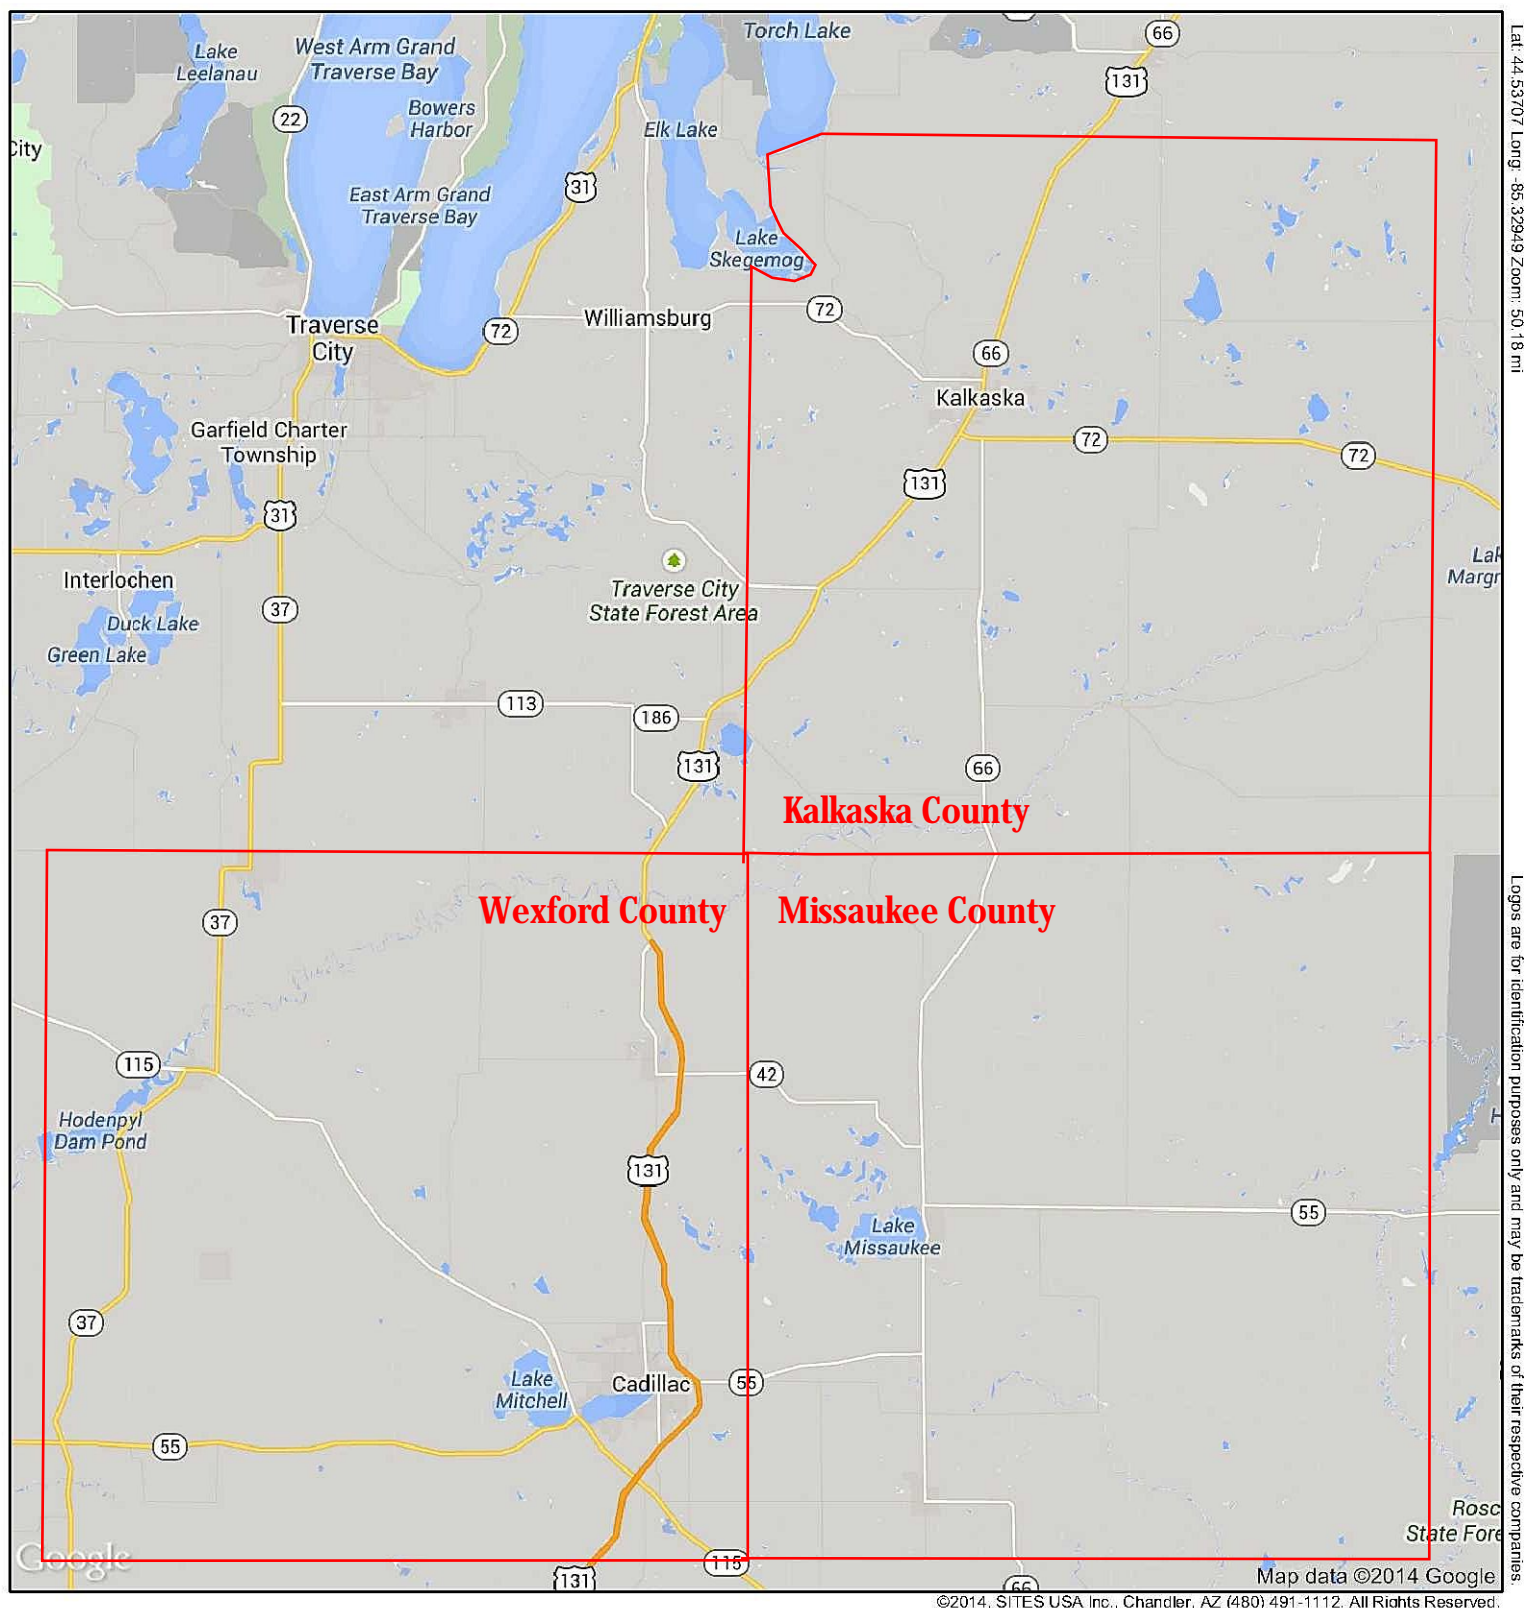 66
Torch Lake
West Arm Grand
Traverse Bay
Lake
Leelanau
131
Bowers
Harbor
22
Elk Lake
City
31
East Arm Grand
Traverse Bay
Lake
Skegemog
72
Williamsburg
Traverse
City
72
66
Kalkaska
Garfield Charter
Township
72
72
131
31
Interlochen
Traverse City
State Forest Area
37
Duck Lake
Green Lake
113
186
131
66
Kalkaska County
Wexford County
Missaukee County
37
115
42
Hodenpyl
Dam Pond
131
55
Lake
Missaukee
37
Lake
Mitchell
Cadillac
55
55
Rosc
State Fore
Google
115
131
66
Map data ©2014 Google
©2014, SITES USA Inc., Chandler, AZ (480) 491-1112. All Rights Reserved.
Lat: 44.53707 Long: -85.32949 Zoom: 50.18 mi
Logos are for identification purposes only and may be trademarks of their respective companies.